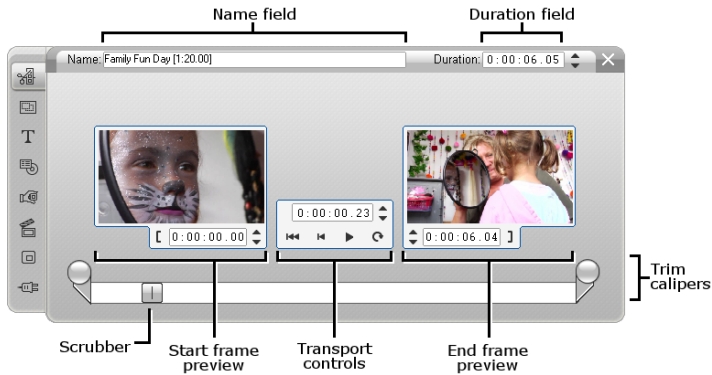 Name field
Duration field
Name: Family Fun Day [1:20.00]
Duration: 0:00:06.05
T
0:00:00.23
[ 0:00:00.00
0:00:06.04 ]
Trim
calipers
Scrubber
Start frame
preview
Transport
controls
End frame
preview